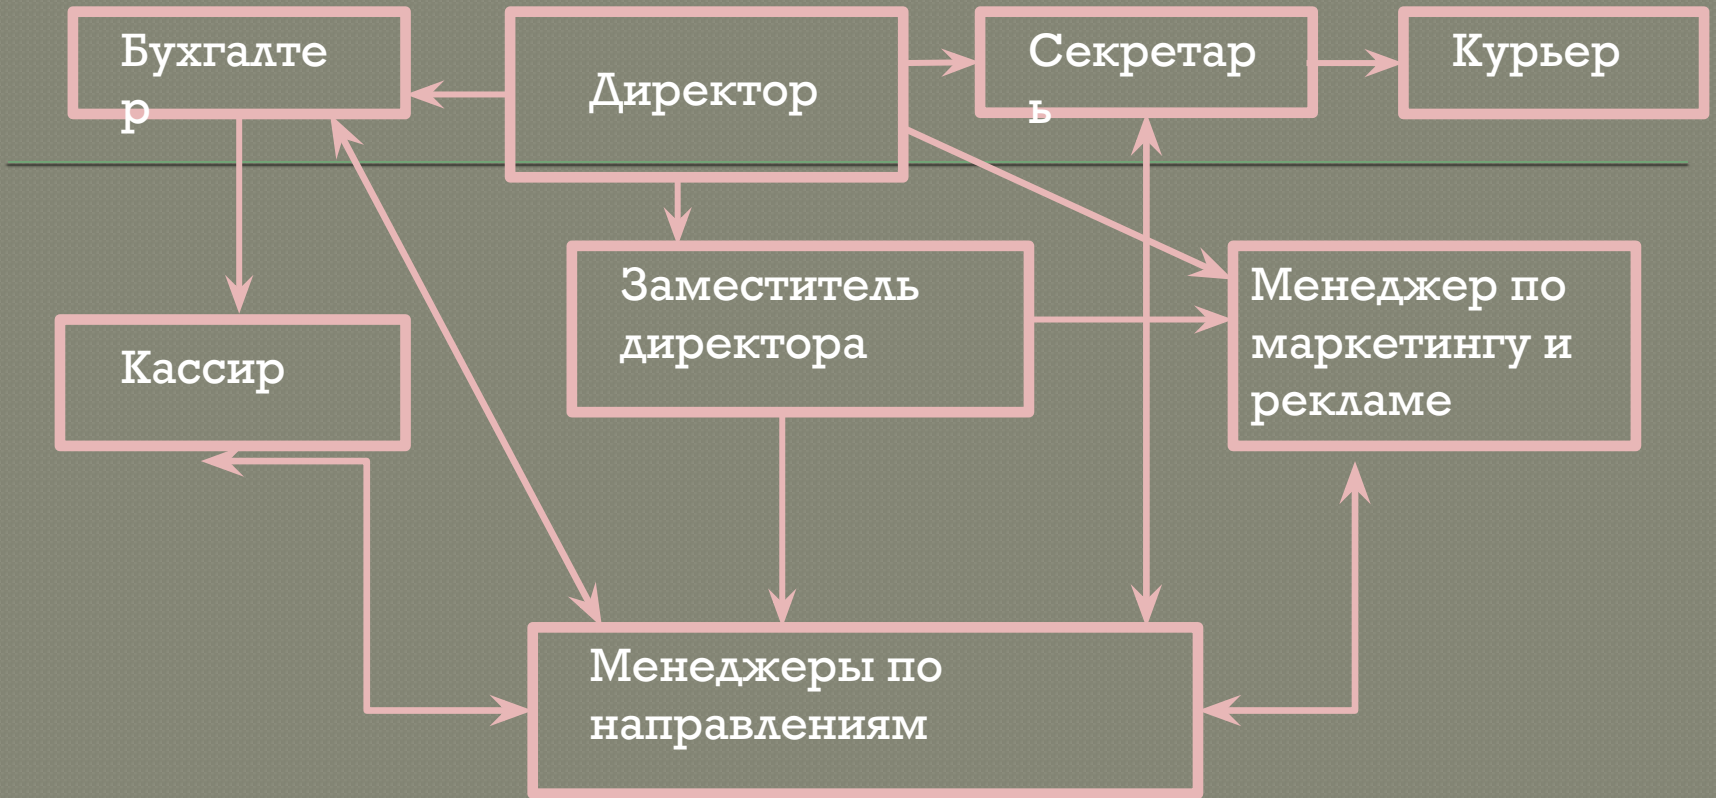 Бухгалте
р
Директор
Секретар
ь
Курьер
Заместитель
директора
Менеджер по
маркетингу и
рекламе
Кассир
Менеджеры по
направлениям